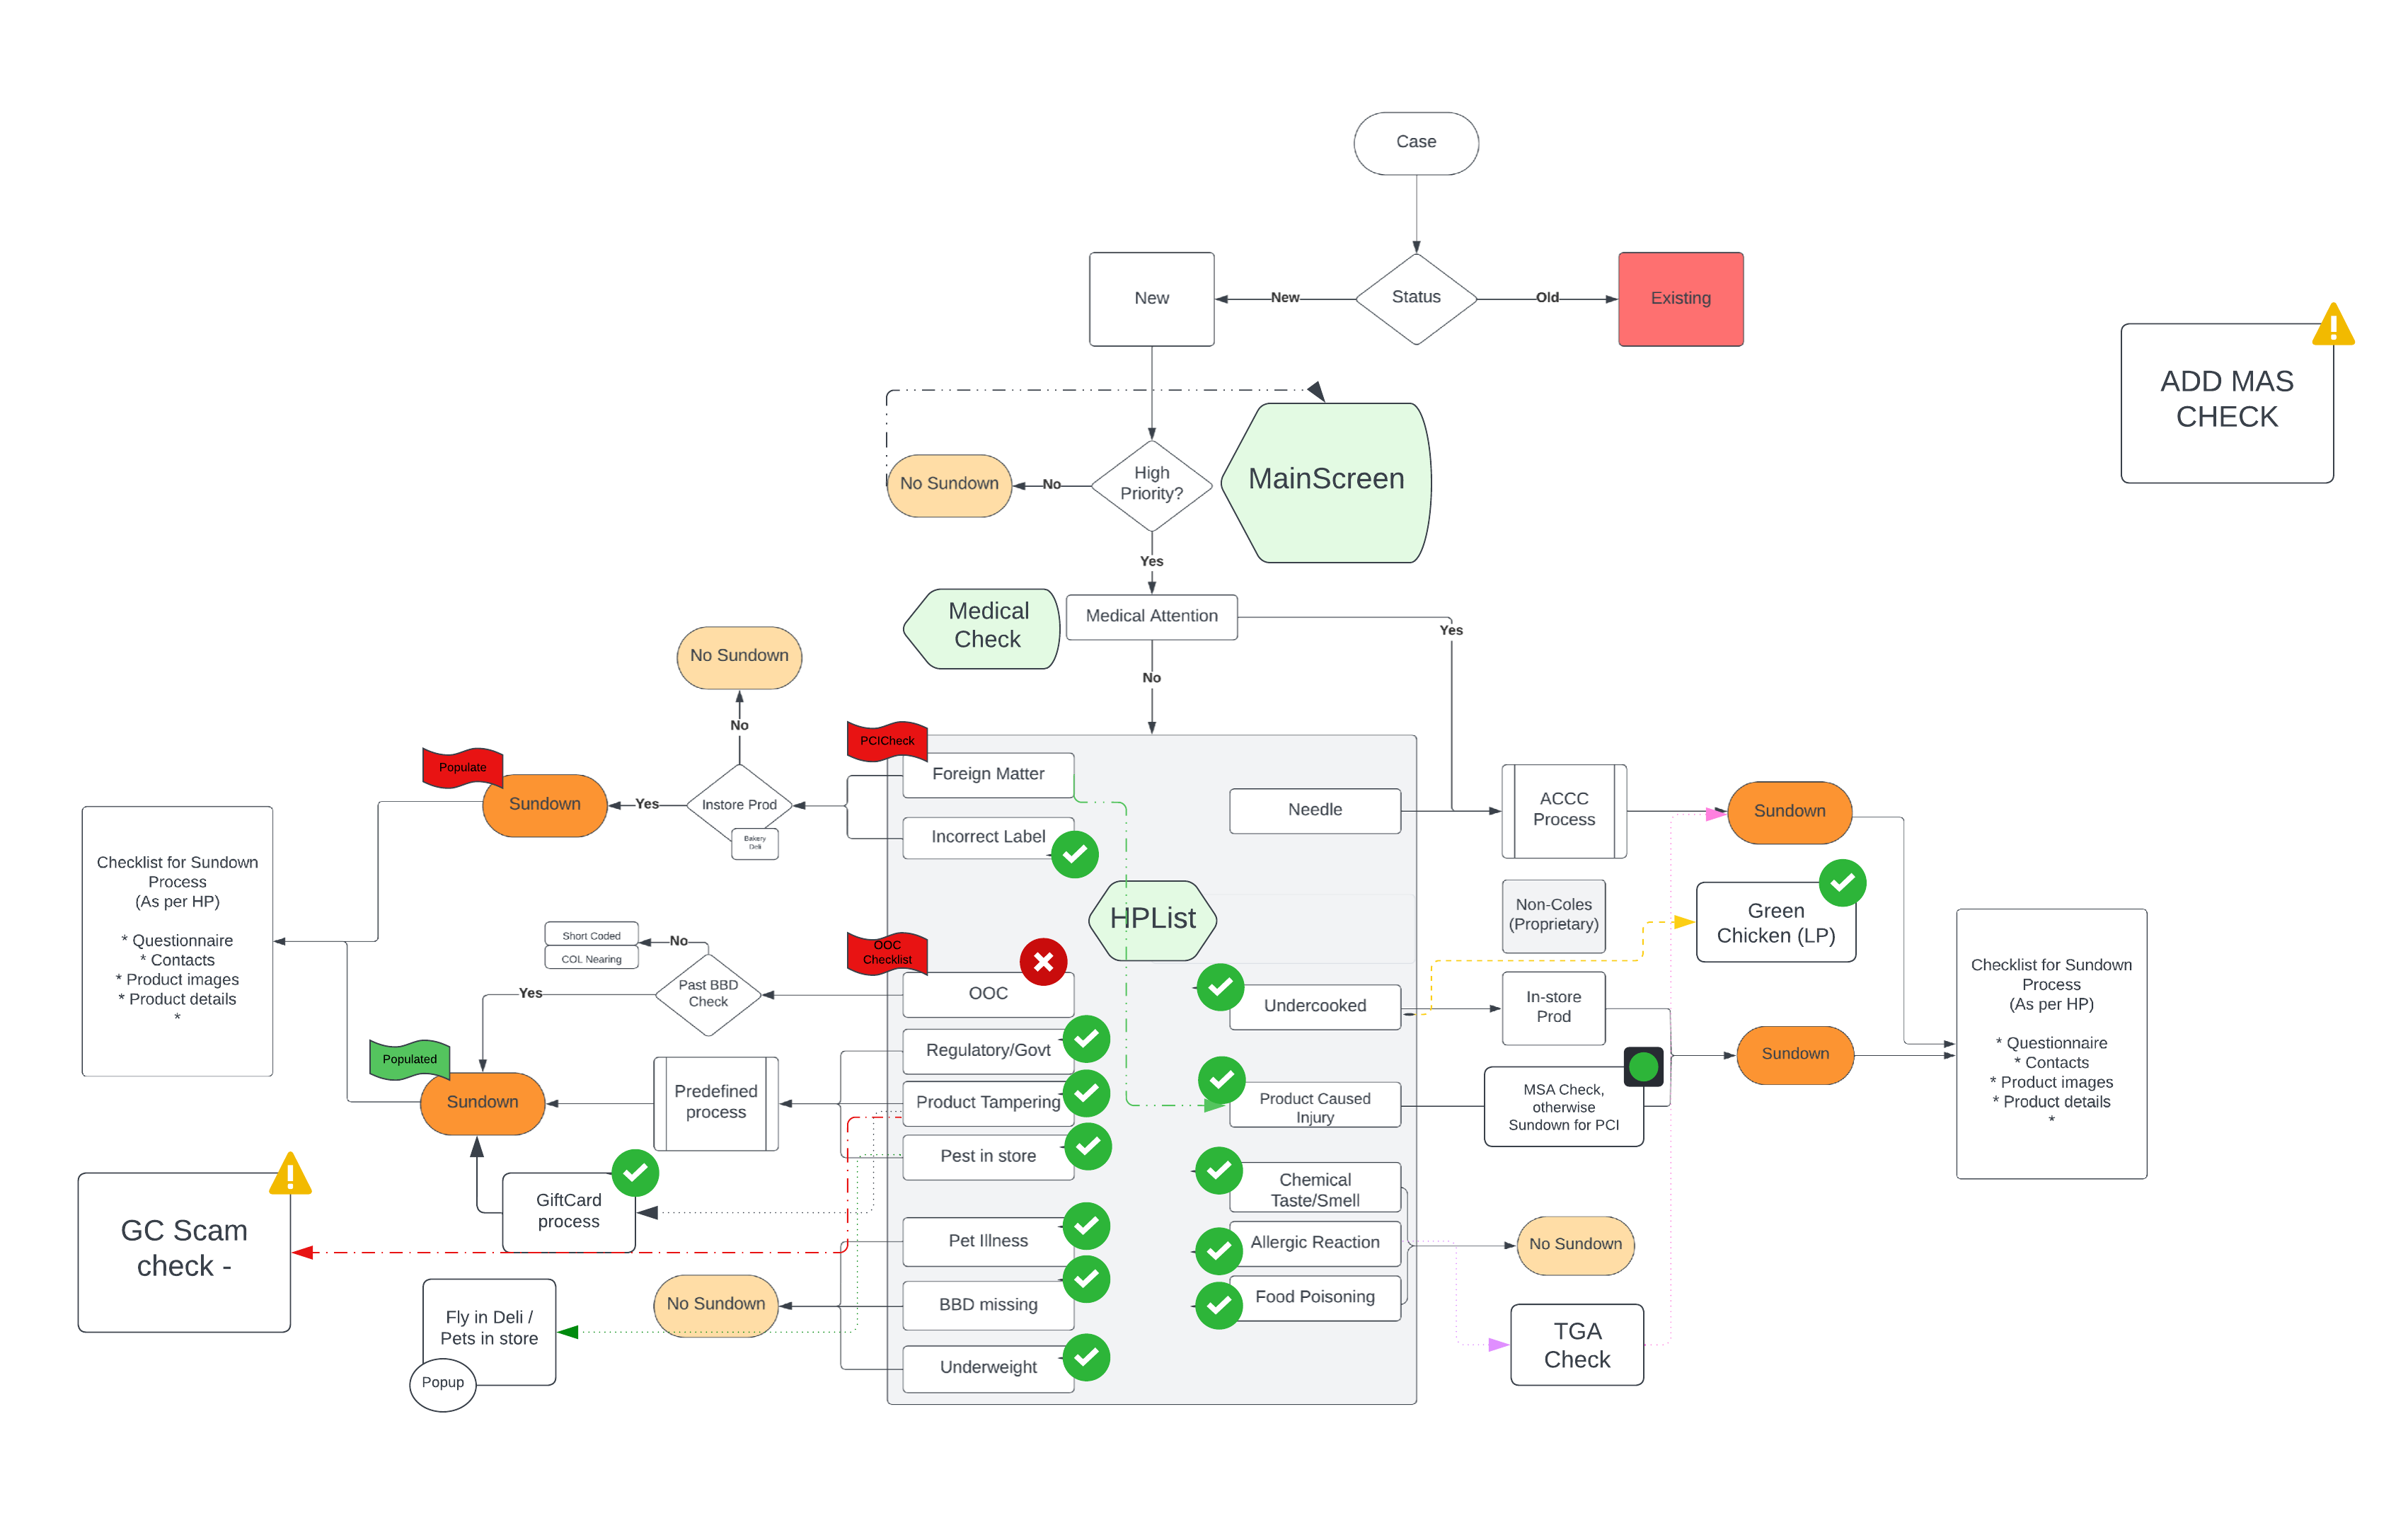 Case
New
New
Status
Old
Existing
ADD MAS
CHECK
No Sundown
No
High
Priority?
MainScreen
Yes
Medical
Check
Medical Attention
Yes
No
No Sundown
No
PCICheck
Populate
Sundown
Yes
Instore Prod
Bakery
Deli
Foreign Matter
Incorrect Label
Needle
ACCC
Process
Sundown
Checklist for Sundown
Process
(As per HP)
* Questionnaire
* Contacts
* Product images
* Product details
*
HPList
Non-Coles
(Proprietary)
Green
Chicken (LP)
Short Coded
COL Nearing
No
OOC
Checklist
OOC
Past BBD
Check
Yes
Undercooked
In-store
Prod
Checklist for Sundown
Process
(As per HP)
* Questionnaire
* Contacts
* Product images
* Product details
*
Populated
Sundown
Predefined
process
Regulatory/Govt
Product Tampering
Pest in store
Product Caused
Injury
MSA Check,
otherwise
Sundown for PCI
Sundown
GC Scam
check -
GiftCard
process
Pet Illness
BBD missing
Underweight
Chemical
Taste/Smell
Allergic Reaction
Food Poisoning
No Sundown
No Sundown
Fly in Deli /
Pets in store
Popup
TGA
Check